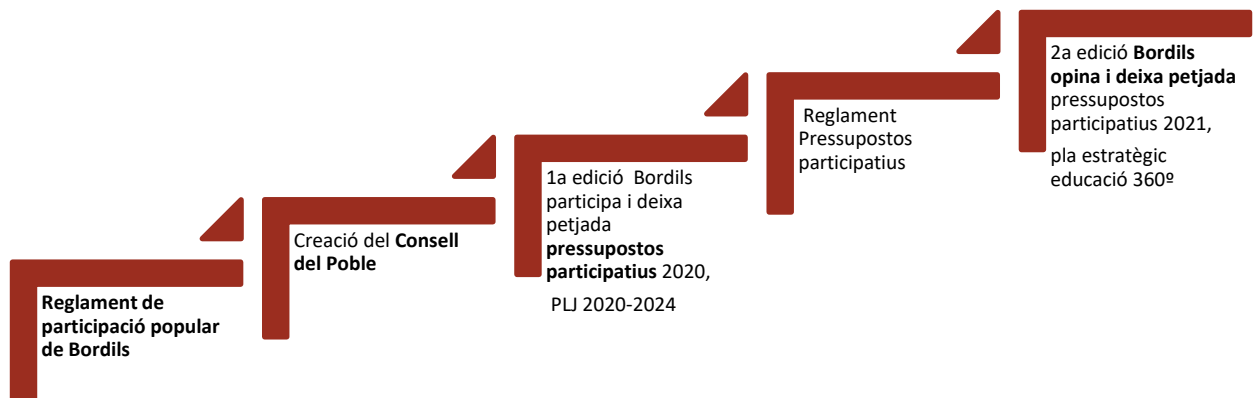 Reglament de
participació popular
de Bordils
Creació del Consell
del Poble
1a edició Bordils
participa i deixa
petjada
pressupostos
participatius 2020,
PLJ 2020-2024
Reglament
Pressupostos
participatius
2a edició Bordils
opina i deixa petjada
pressupostos
participatius 2021,
pla estratègic
educació 360º